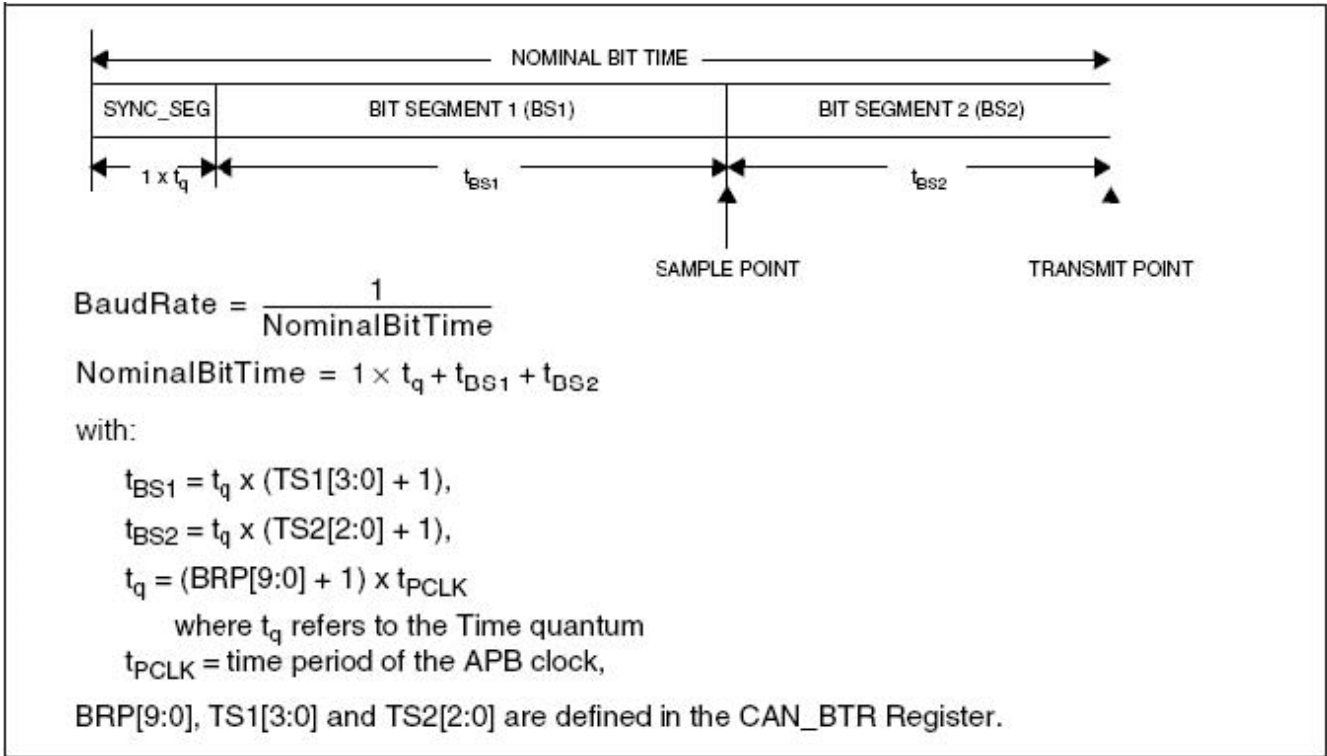 NOMINAL BIT TIME
SYNC_SEG BIT SEGMENT 1 (BS1) BIT SEGMENT 2 (BS2)
1 x tq tBS1 tBS2
SAMPLE POINT TRANSMIT POINT
BaudRate = 1 / NominalBitTime
NominalBitTime = 1 × tq + tBS1 + tBS2
with:
tBS1 = tq x (TS1[3:0] + 1),
tBS2 = tq x (TS2[2:0] + 1),
tq = (BRP[9:0] + 1) x tPCLK
where tq refers to the Time quantum
tPCLK = time period of the APB clock,
BRP[9:0], TS1[3:0] and TS2[2:0] are defined in the CAN_BTR Register.